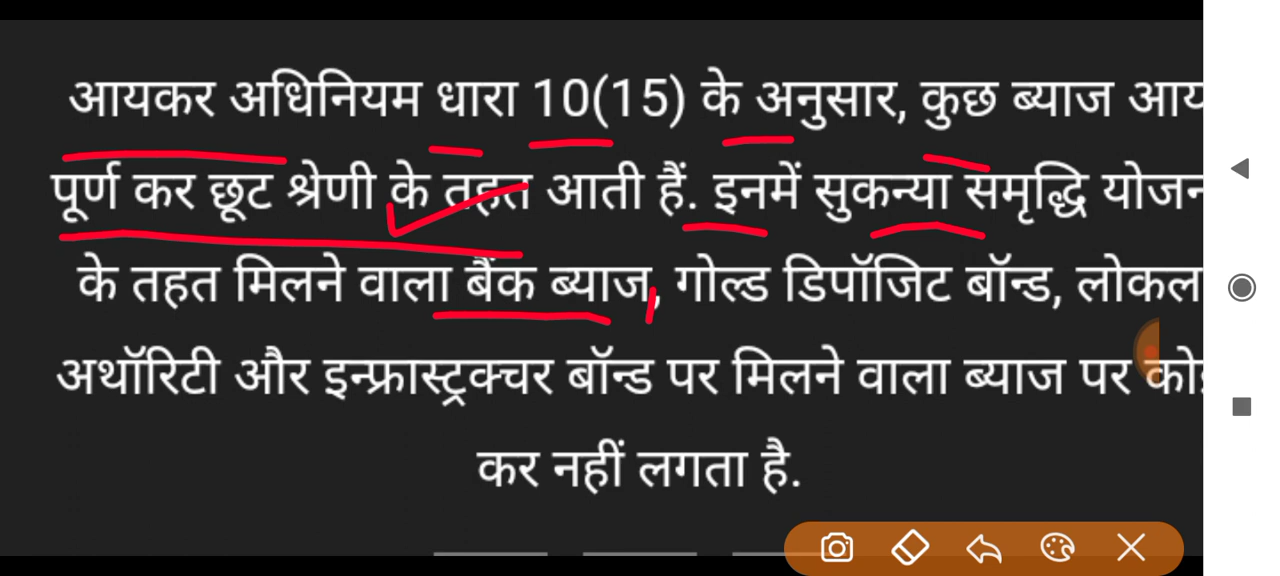 आयकर अधिनियम धारा 10(15) के अनुसार, कुछ ब्याज आय
पूर्ण कर छूट श्रेणी के तहत आती हैं. इनमें सुकन्या समृद्धि
के तहत मिलने वाला बैंक ब्याज, गोल्ड डिपॉजिट बॉन्ड, लोकल
अथॉरिटी और इन्फ्रास्ट्रक्चर बॉन्ड पर मिलने वाला ब्याज पर
कर नहीं लगता है.